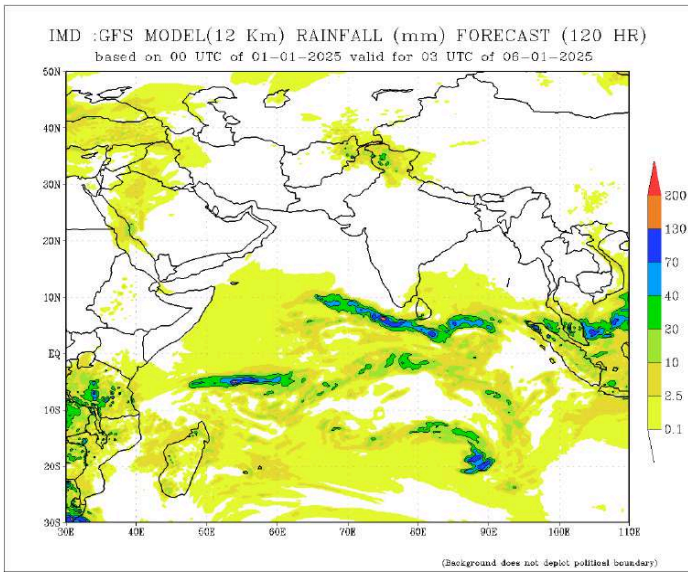 IMD :GFS MODEL(12 Km) RAINFALL (mm) FORECAST (120 HR)
based on 00 UTC of 01-01-2025 valid for 03 UTC of 06-01-2025
50N
40N
30N
20N
10N
EQ
10S
20S
30S
30E 40E 50E 60E 70E 80E 90E 100E 110E
200
130
70
40
20
10
2.5
0.1
(Background does not depict political boundary)